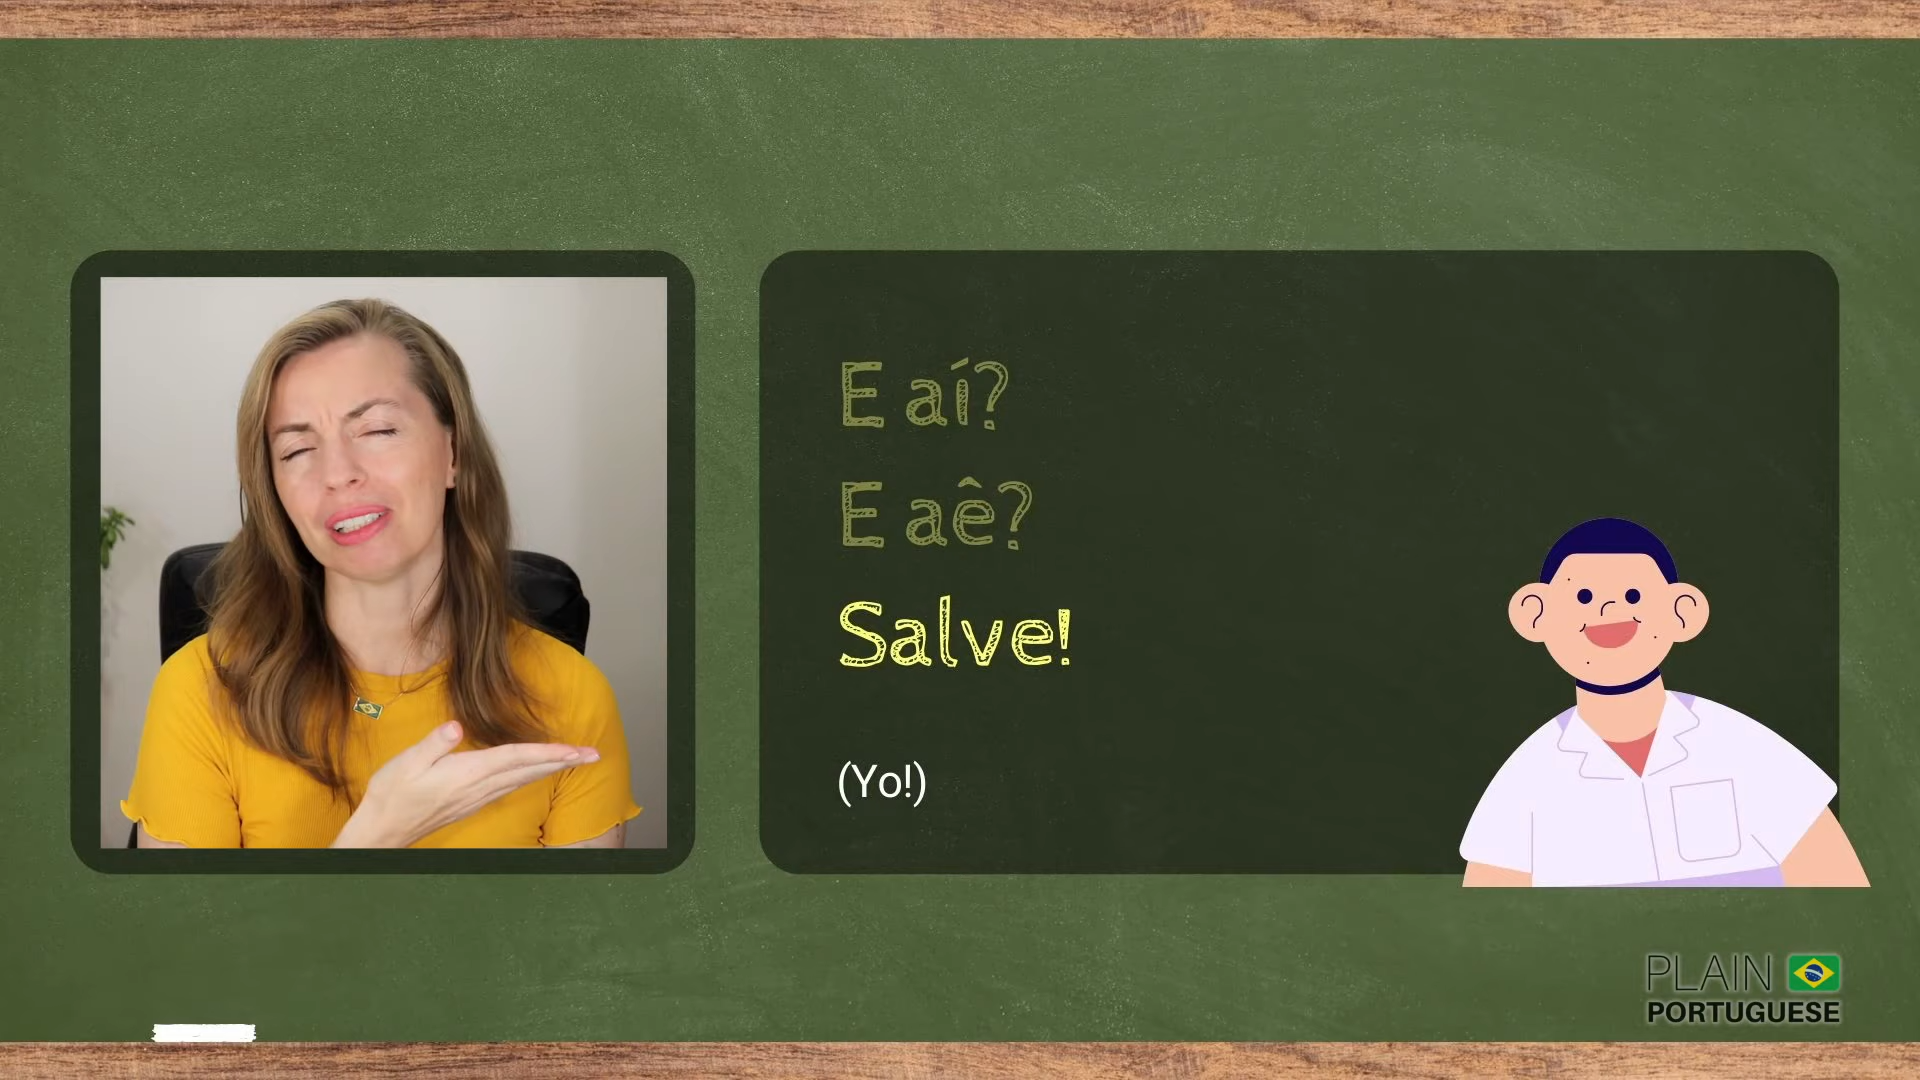 E aí?
E aê?
Salve!
(Yo!)
PLAIN
PORTUGUESE